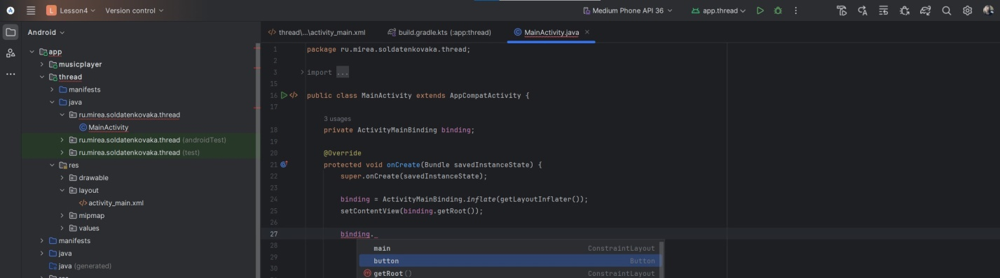 L Lesson4 Version control Medium Phone API 36 app.thread
Android
thread\...\activity_main.xml build.gradle.kts (:app:thread) MainActivity.java
app
musicplayer
thread
manifests
java
ru.mirea.soldatenkovaka.thread
MainActivity
ru.mirea.soldatenkovaka.thread (androidTest)
ru.mirea.soldatenkovaka.thread (test)
res
drawable
layout
activity_main.xml
mipmap
values
manifests
java
java (generated)
1 package ru.mirea.soldatenkovaka.thread;
2
3 import ...
15
16 public class MainActivity extends AppCompatActivity {
17
3 usages
18 private ActivityMainBinding binding;
19
20 @Override
21 protected void onCreate(Bundle savedInstanceState) {
22 super.onCreate(savedInstanceState);
23
24 binding = ActivityMainBinding.inflate(getLayoutInflater());
25 setContentView(binding.getRoot());
26
27 binding.
28
29
30
main ConstraintLayout
button Button
getRoot() ConstraintLayout